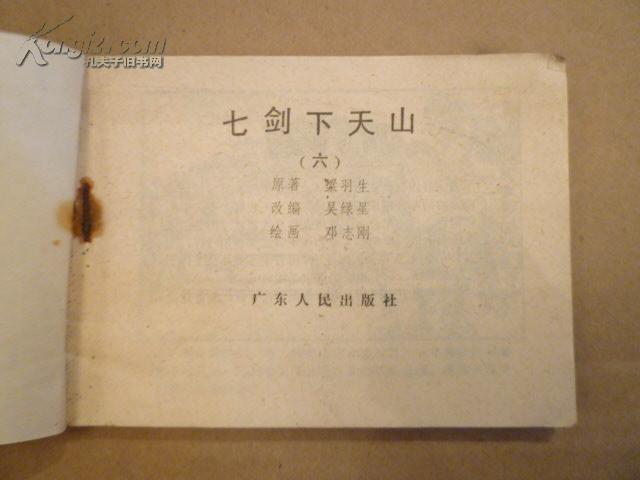 Kongfz.com
孔夫子旧书网
七剑下天山
（六）
原著 梁羽生
改编 吴绿星
绘画 邓志刚
广东人民出版社